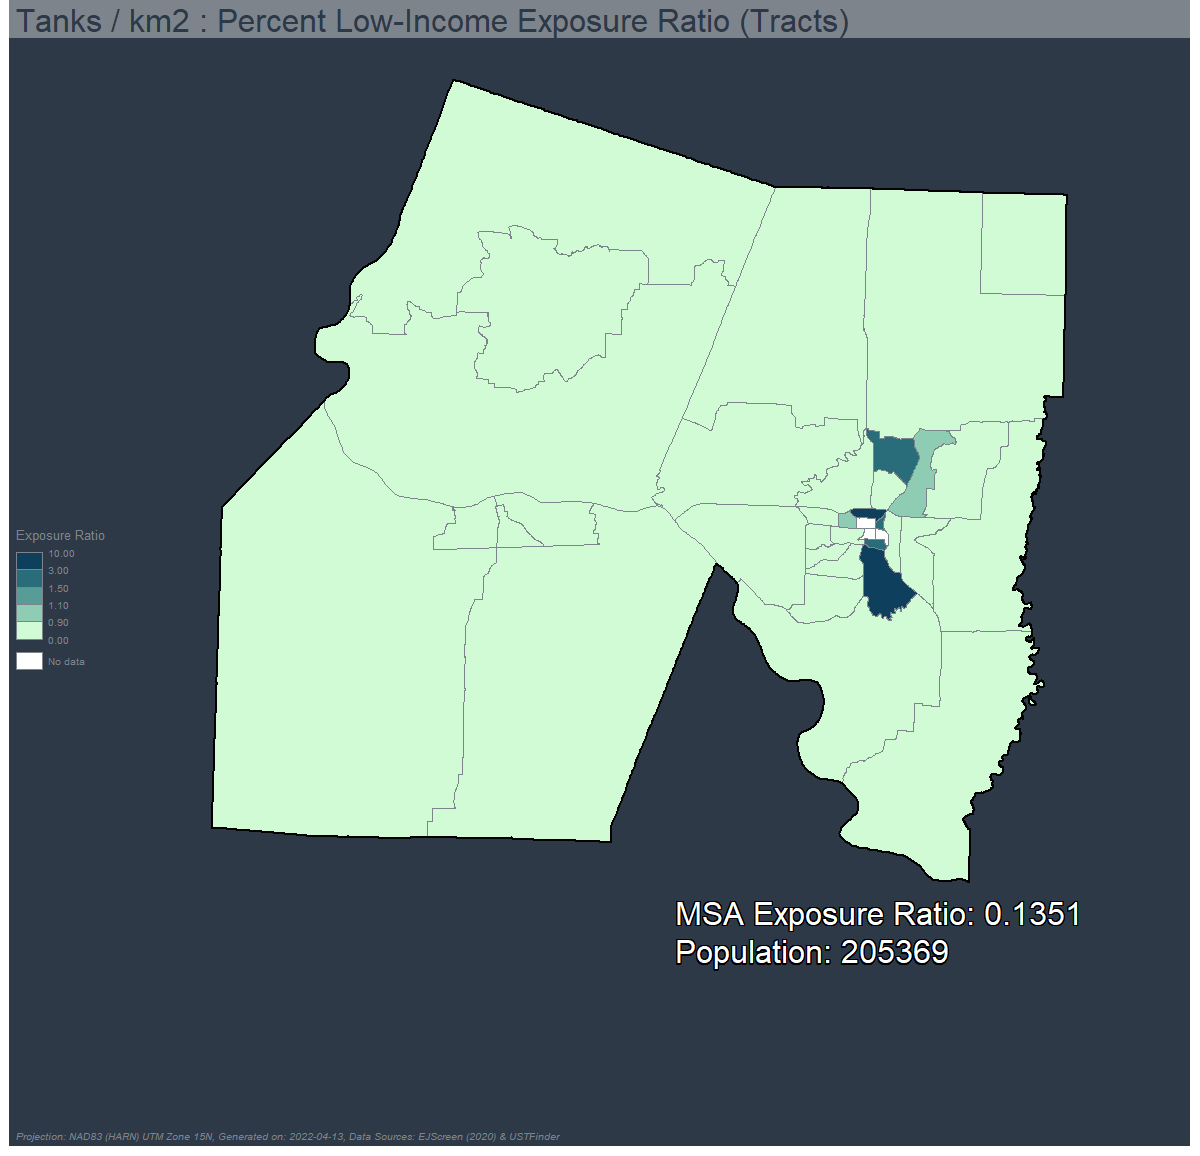 Tanks / km2 : Percent Low-Income Exposure Ratio (Tracts)
Exposure Ratio
10.00
3.00
1.50
1.10
0.90
0.00
No data
MSA Exposure Ratio: 0.1351
Population: 205369
Projection: NAD83 (HARN) UTM Zone 15N, Generated on: 2022-04-13, Data Sources: EJScreen (2020) & USTFinder